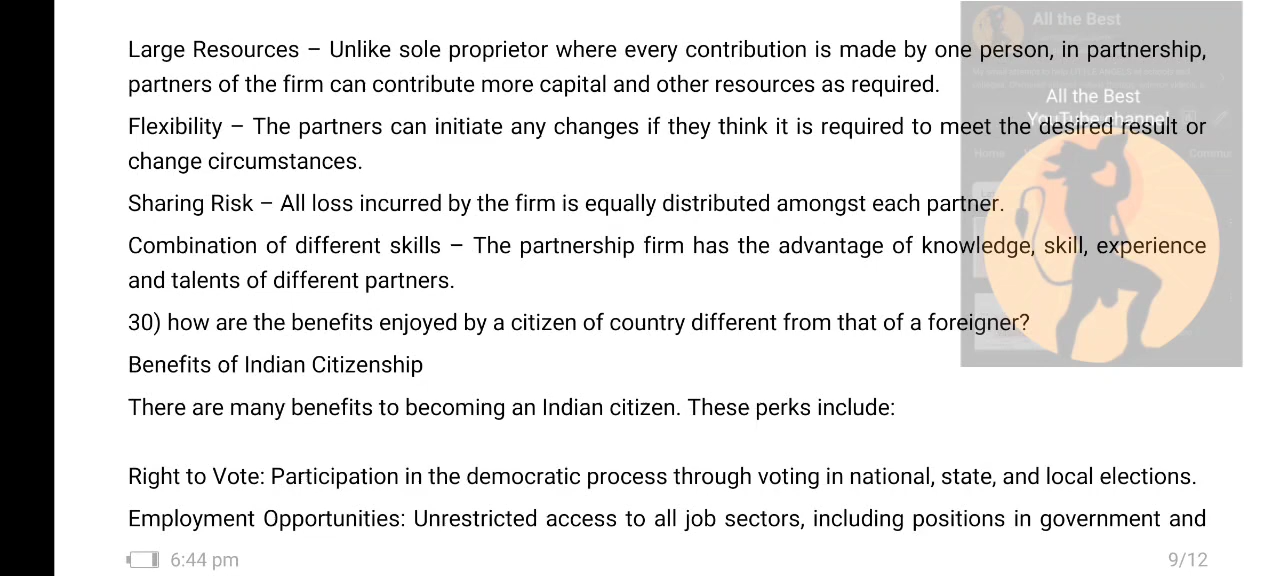 All the Best
Large Resources – Unlike sole proprietor where every contribution is made by one person, in partnership,
partners of the firm can contribute more capital and other resources as required.
All the Best
YouTube channel
Flexibility – The partners can initiate any changes if they think it is required to meet the desired result or
change circumstances.
Home
Sharing Risk – All loss incurred by the firm is equally distributed amongst each partner.
Combination of different skills – The partnership firm has the advantage of knowledge, skill, experience
and talents of different partners.
30) how are the benefits enjoyed by a citizen of country different from that of a foreigner?
Benefits of Indian Citizenship
There are many benefits to becoming an Indian citizen. These perks include:
Right to Vote: Participation in the democratic process through voting in national, state, and local elections.
Employment Opportunities: Unrestricted access to all job sectors, including positions in government and
6:44 pm
9/12